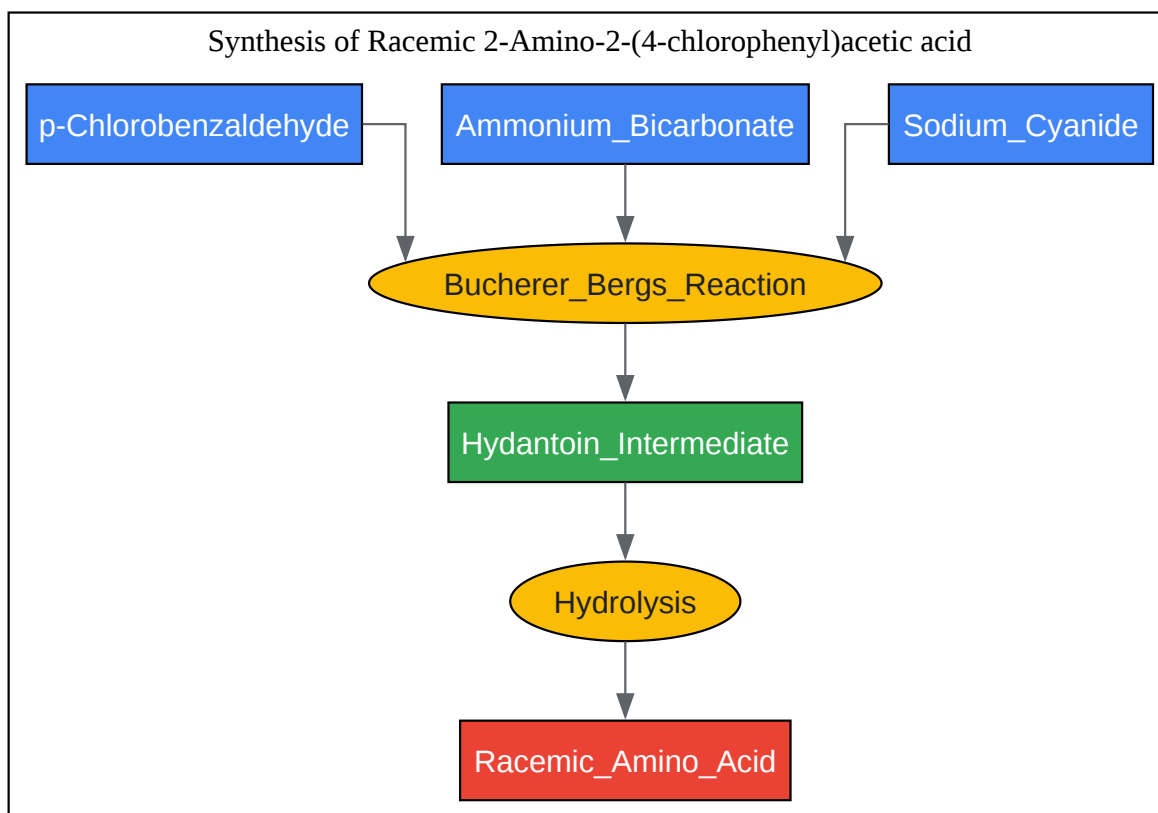 Synthesis of Racemic 2-Amino-2-(4-chlorophenyl)acetic acid
p-Chlorobenzaldehyde
Ammonium_Bicarbonate
Sodium_Cyanide
Bucherer_Bergs_Reaction
Hydantoin_Intermediate
Hydrolysis
Racemic_Amino_Acid